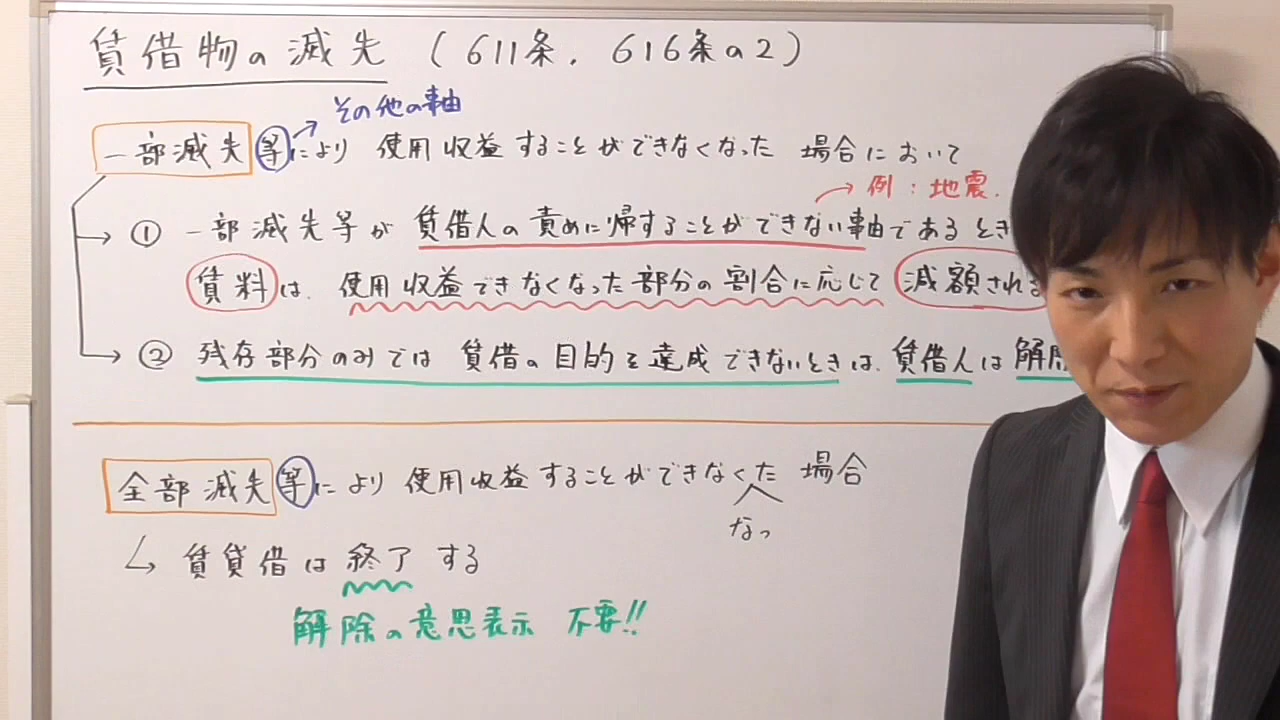 賃借物の滅失 (611条. 616条の2)
その他の事由
一部滅失等により 使用収益することができなくなった 場合において
例:地震.
① 一部滅失等が 賃借人の責めに帰することができない事由であるとき
賃料は. 使用収益できなくなった部分の割合に応じて 減額される
② 残存部分のみでは 賃借の目的を達成できないときは. 賃借人は解除
全部滅失等により 使用収益することができなくた 場合
なっ
賃貸借は 終了 する
解除の意思表示 不要!!